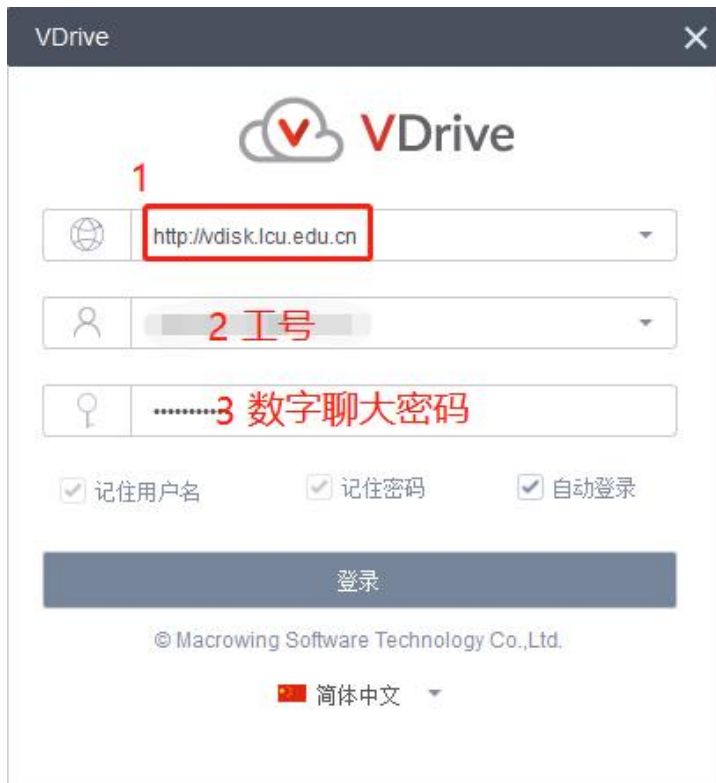 VDrive
VDrive
1
http://vdisk.lcu.edu.cn
2 工号
3 数字聊大密码
记住用户名 记住密码 自动登录
登录
© Macrowing Software Technology Co.,Ltd.
简体中文